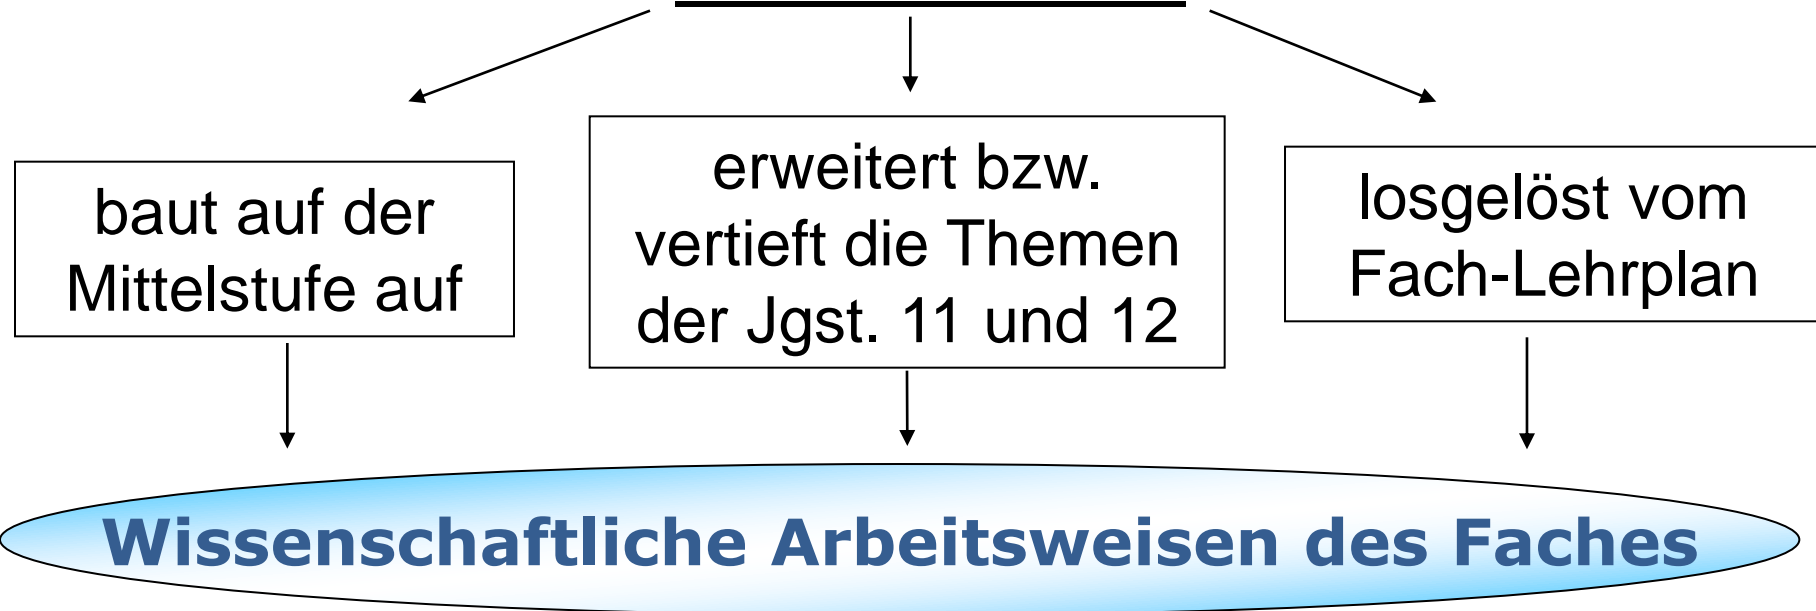 baut auf der
Mittelstufe auf
erweitert bzw.
vertieft die Themen
der Jgst. 11 und 12
losgelöst vom
Fach-Lehrplan
Wissenschaftliche Arbeitsweisen des Faches